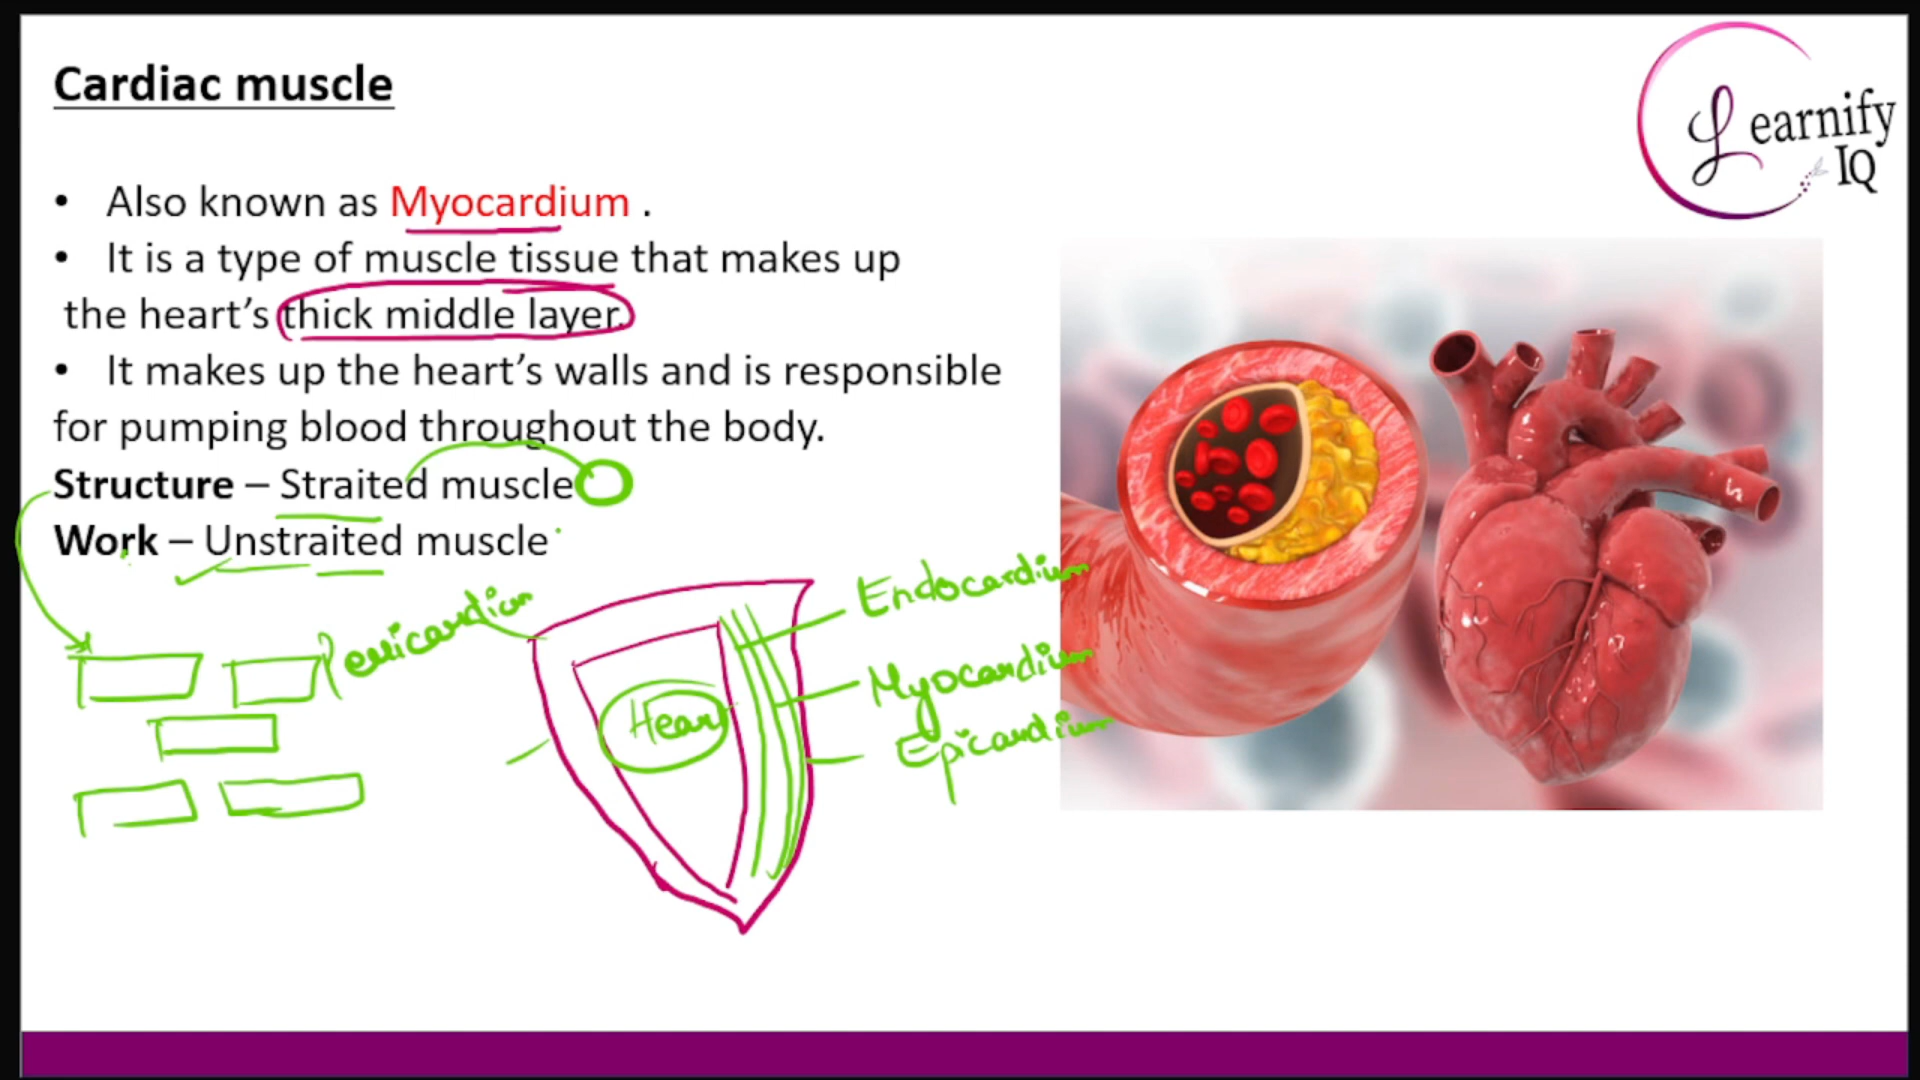 Cardiac muscle
Learnify
IQ
• Also known as Myocardium .
• It is a type of muscle tissue that makes up
the heart's thick middle layer.
• It makes up the heart's walls and is responsible
for pumping blood throughout the body.
Structure – Straited muscle
Work – Unstraited muscle
Pericardium
Endocardium
Myocardium
Epicardium
Heart